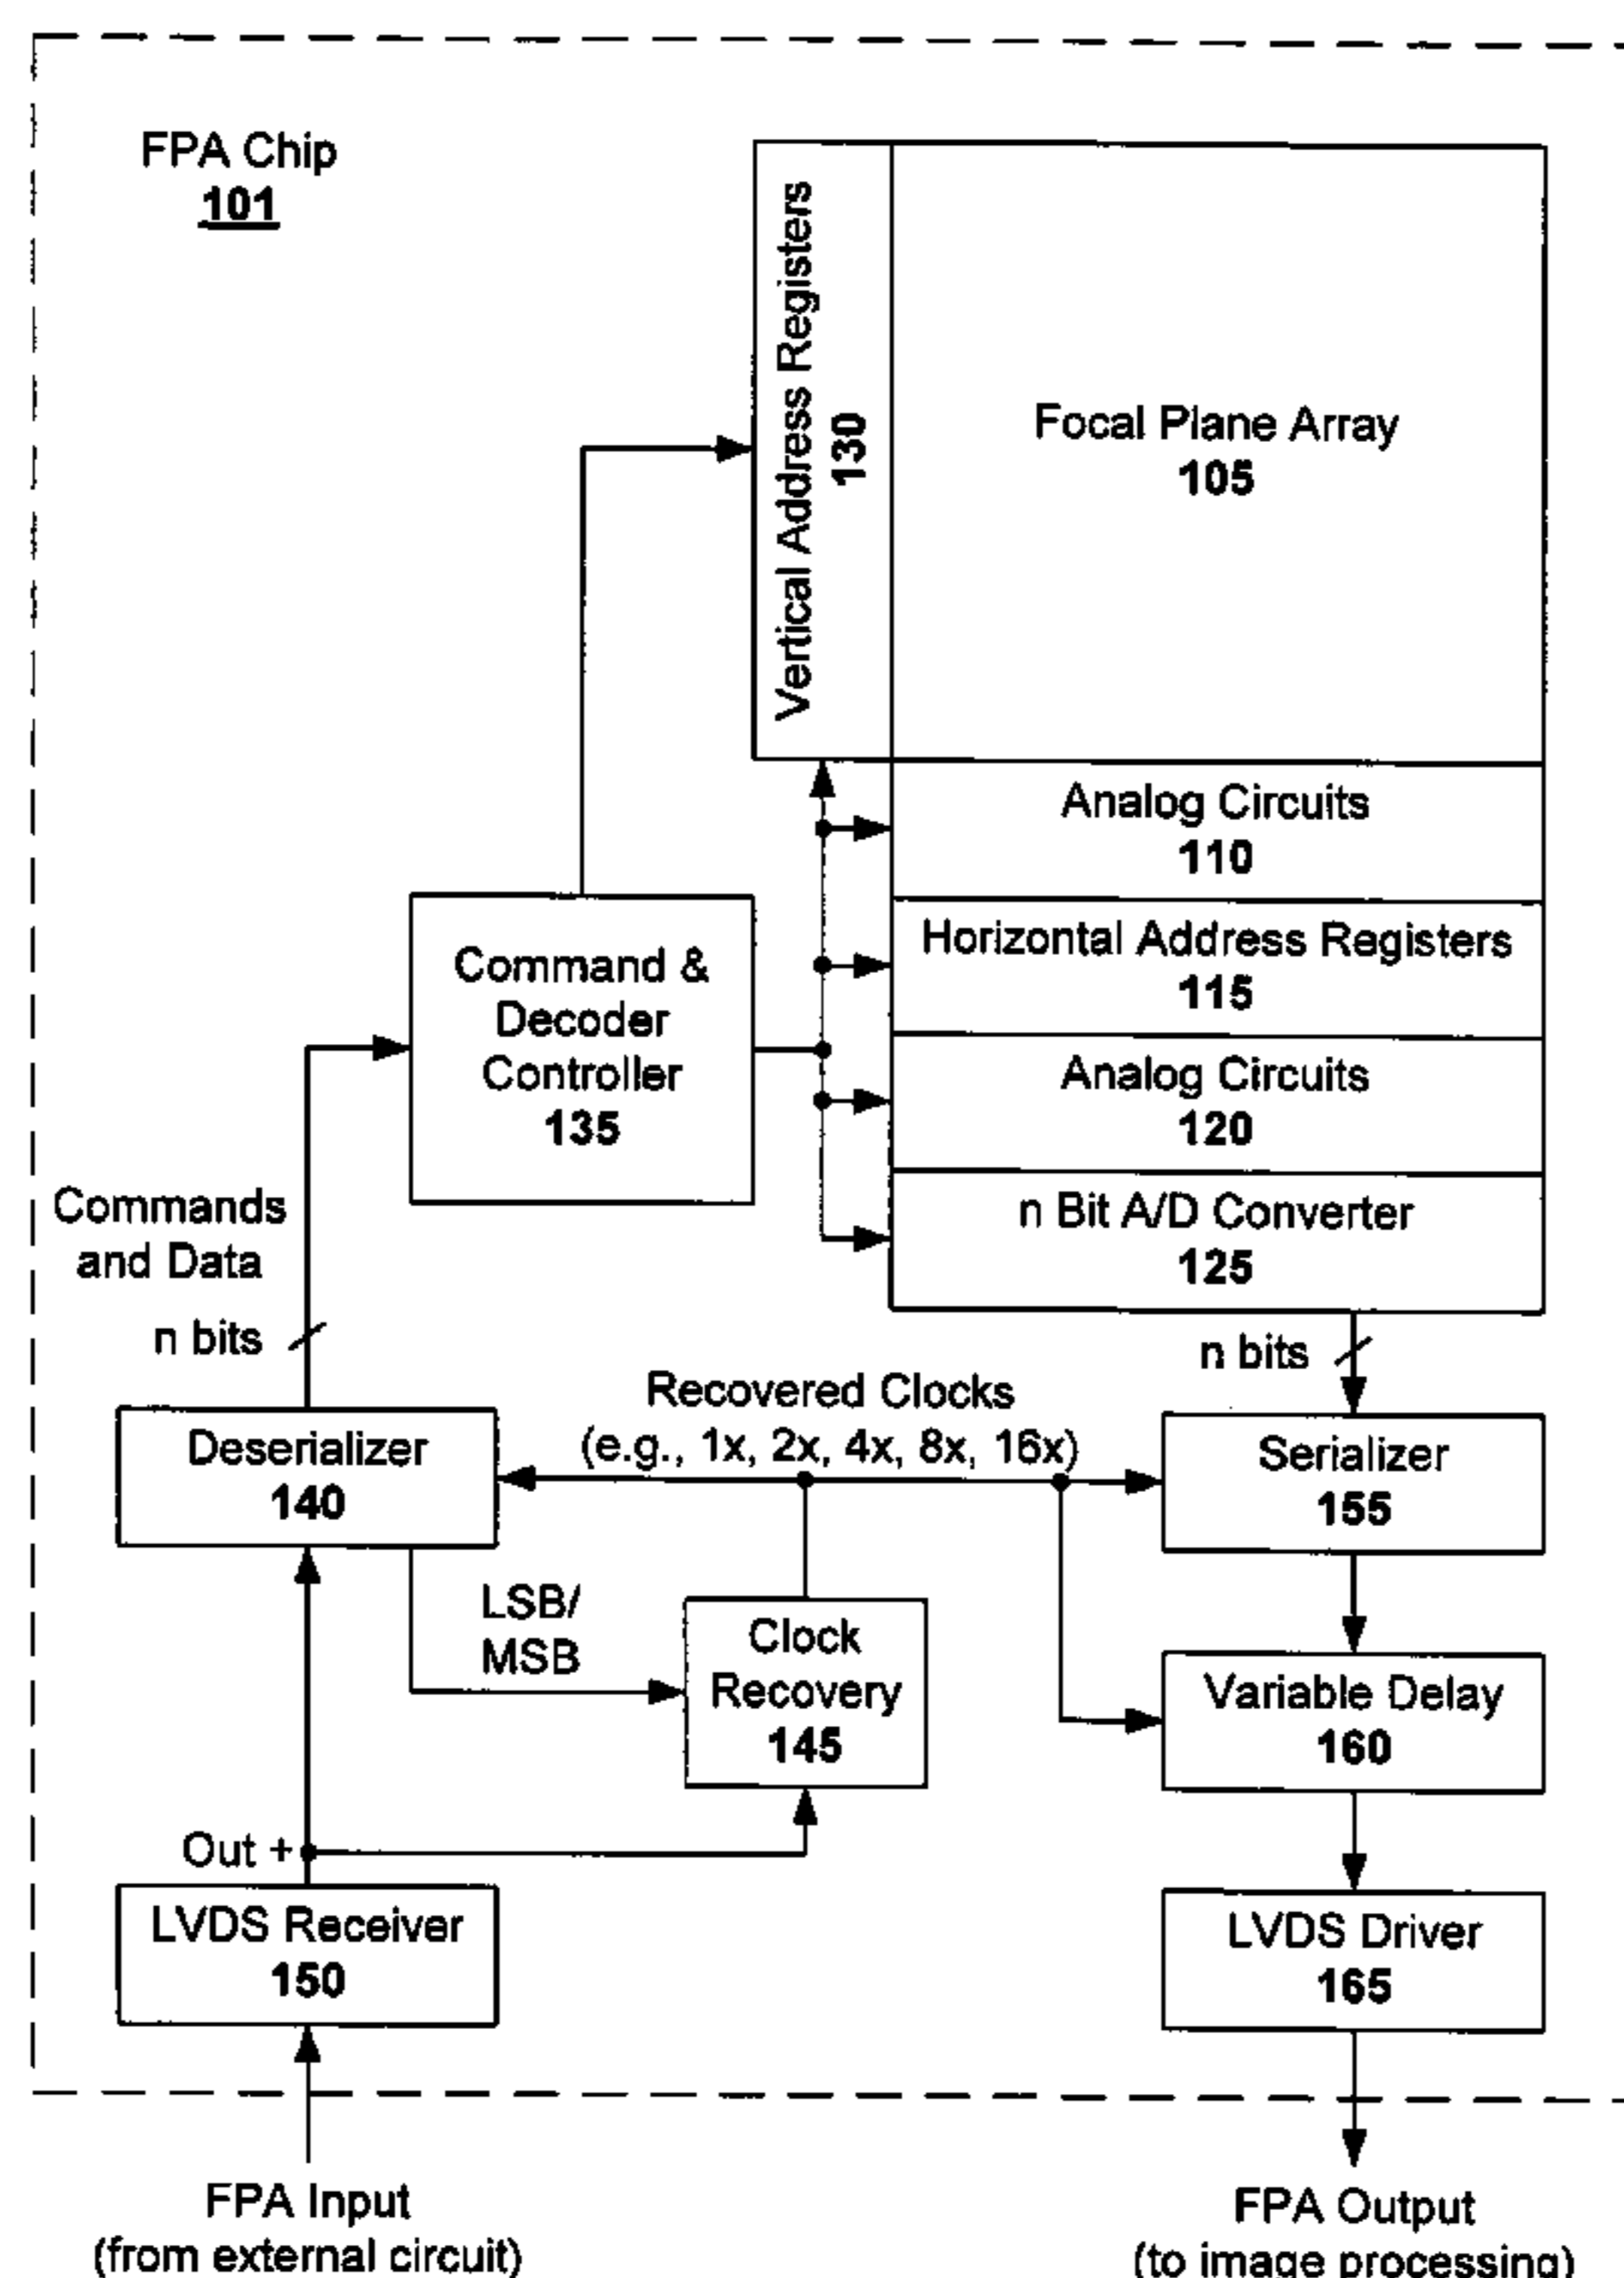 FPA Chip
101
Vertical Address Registers
130
Focal Plane Array
105
Analog Circuits
110
Horizontal Address Registers
115
Command &
Decoder
Controller
135
Analog Circuits
120
n Bit A/D Converter
125
Commands
and Data
n bits
n bits
Recovered Clocks
(e.g., 1x, 2x, 4x, 8x, 16x)
Deserializer
140
Serializer
155
LSB/
MSB
Clock
Recovery
145
Variable Delay
160
Out +
LVDS Receiver
150
LVDS Driver
165
FPA Input
(from external circuit)
FPA Output
(to image processing)